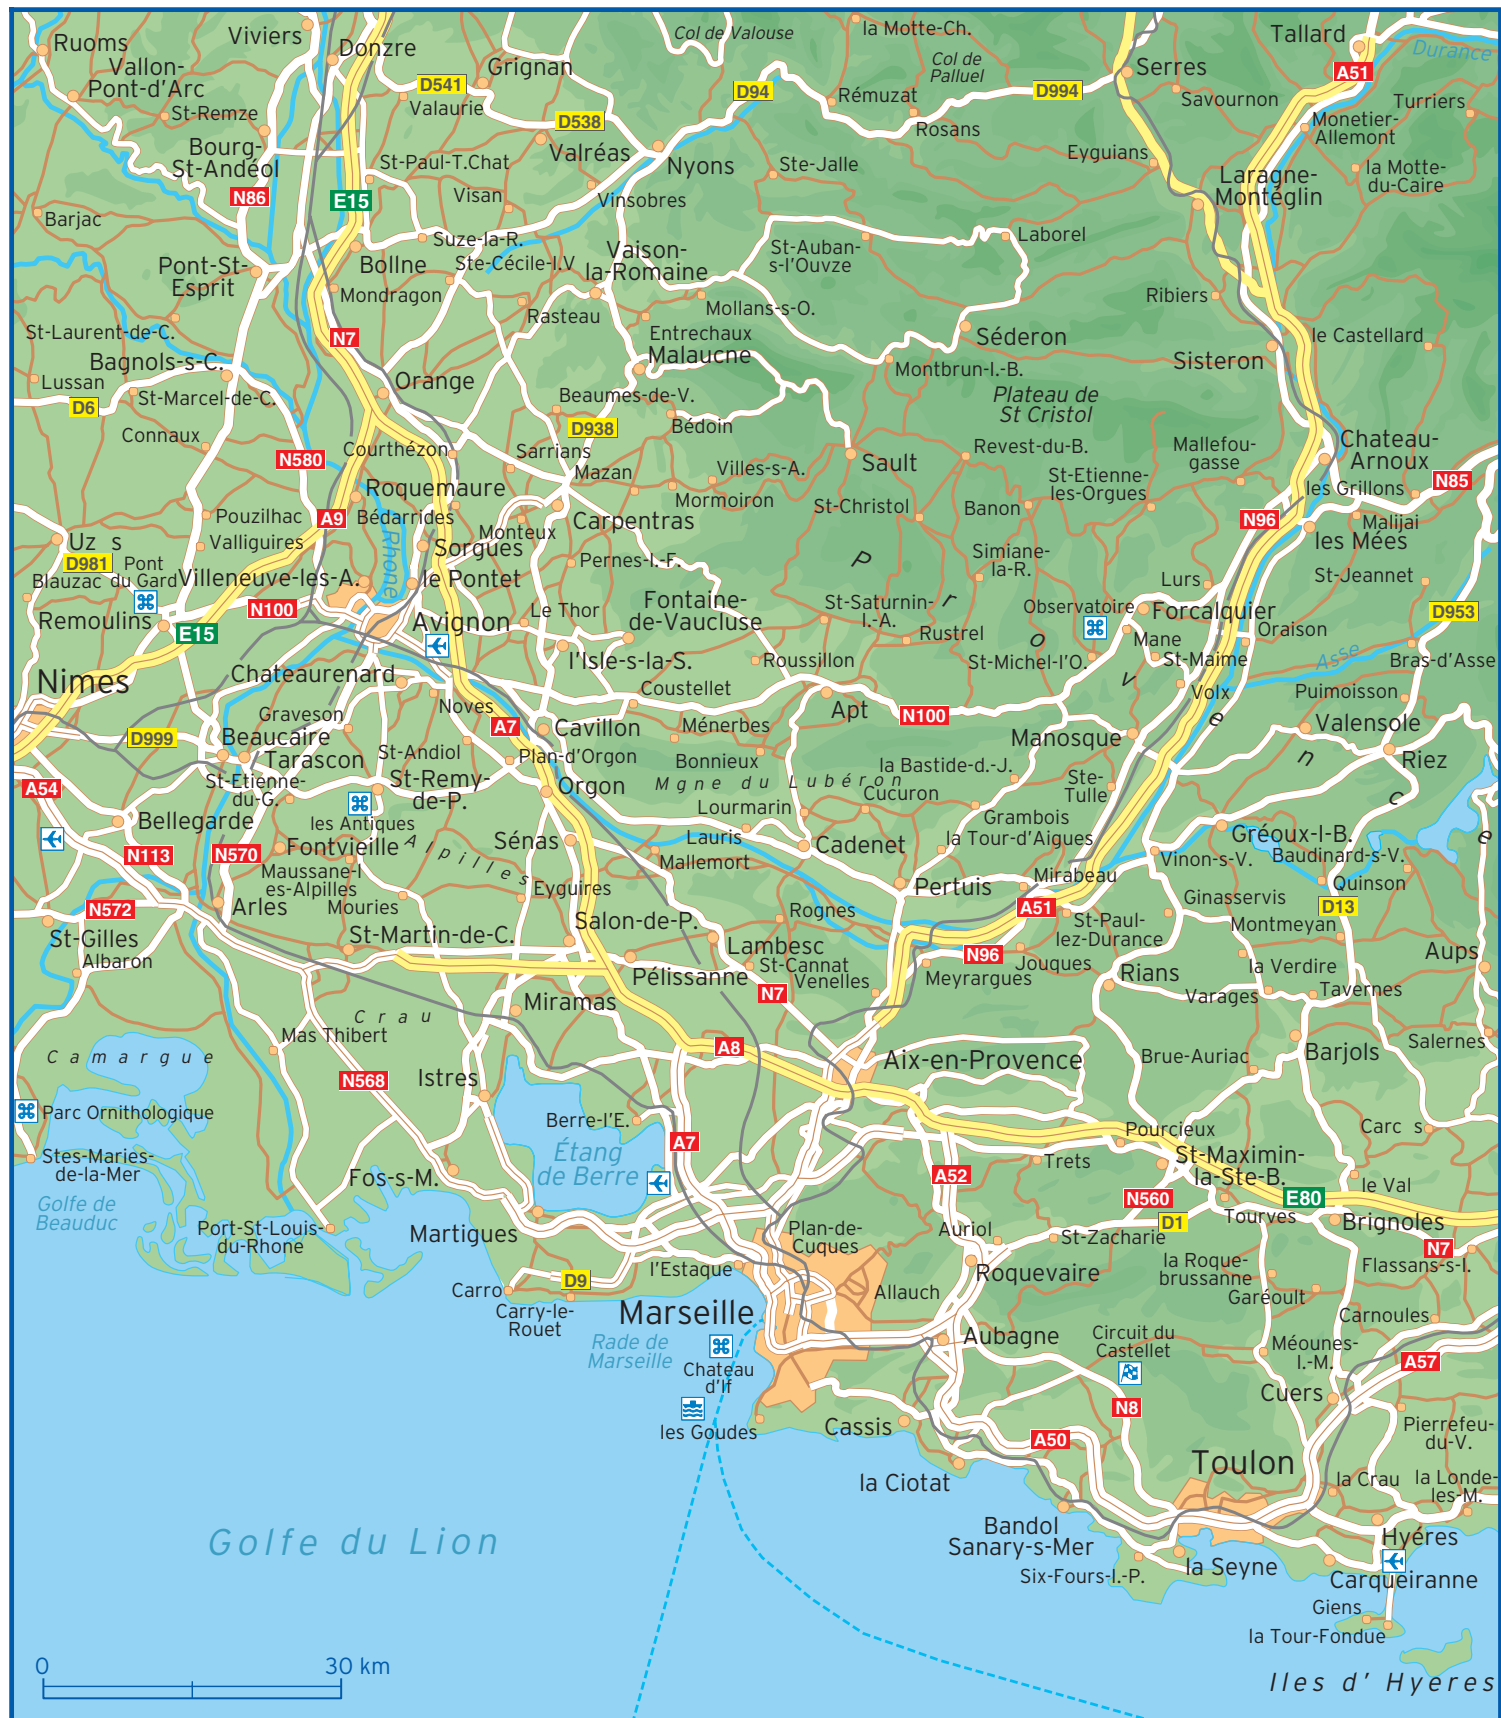 Ruoms
Vallon-
Pont-d'Arc
St-Remze
Bourg-
St-Andéol
N86
Barjac
Viviers
Donzre
D541
Valaurie
Grignan
D538
Valréas
Nyons
St-Paul-T.Chat
Visan
Vinsobres
E15
Col de Valouse
D94
la Motte-Ch.
Col de
Palluel
Rémuzat
Rosans
Ste-Jalle
D994
Serres
Savournon
Eyguians
Tallard
A51
Durance
Turriers
Monetier-
Allemont
la Motte-
du-Caire
Laragne-
Montéglin
Pont-St-
Esprit
Suze-la-R.
Bollne
Ste-Cécile-l.V
Mondragon
Vaison-
la-Romaine
Rasteau
Mollans-s-O.
Entrechaux
Malaucne
St-Auban-
s-l'Ouvze
Laborel
Ribiers
Séderon
Montbrun-l.-B.
le Castellard
Sisteron
St-Laurent-de-C.
Bagnols-s-C.
Lussan
St-Marcel-de-C.
D6
Connaux
N7
Orange
Courthézon
N580
Beaumes-de-V.
D938
Bédoin
Sarrians
Mazan
Villes-s-A.
Mormoiron
Plateau de
St Cristol
Sault
Revest-du-B.
St-Christol
Banon
St-Etienne-
les-Orgues
Mallefou-
gasse
Chateau-
Arnoux
les Grillons
N85
N96
Malijai
les Mées
Roquemaure
Pouzilhac
A9
Bédarrides
Valliguires
Rhone
Monteux
Carpentras
Sorgues
Pernes-l.-F.
Uz s
D981
Pont
du Gard
Blauzac
Villeneuve-les-A.
le Pontet
Remoulins
N100
E15
Avignon
Le Thor
Fontaine-
de-Vaucluse
St-Saturnin-
l.-A.
Rustrel
Simiane-
la-R.
Lurs
Observatoire
Forcalquier
Mane
St-Michel-l'O.
St-Maime
Oraison
St-Jeannet
D953
Asse
Bras-d'Asse
P r o v e n c e
Nimes
Chateaurenard
Noves
l'Isle-s-la-S.
Roussillon
Coustellet
Apt
N100
Volx
Puimoisson
Valensole
Graveson
D999
Beaucaire
Tarascon
St-Andiol
A7
Cavillon
Ménerbes
Plan-d'Orgon
Bonnieux
Manosque
Riez
A54
St-Etienne-
du-G.
St-Remy-
de-P.
Orgon
Mgne du Lubéron
la Bastide-d.-J.
Cucuron
Lourmarin
Ste-
Tulle
Bellegarde
les Antiques
Lauris
Grambois
la Tour-d'Aigues
Gréoux-l-B.
N113
N570
Fontvieille
Alpilles
Sénas
Mallemort
Cadenet
Vinon-s-V.
Baudinard-s-V.
Maussane-l
es-Alpilles
Eyguires
Pertuis
Mirabeau
Quinson
N572
Arles
Mouries
Rognes
A51
Ginasservis
D13
St-Gilles
Albaron
St-Martin-de-C.
Salon-de-P.
Lambesc
St-Cannat
Pélissanne
Venelles
N7
N96
Meyrargues
Jouques
St-Paul-
lez-Durance
Montmeyan
Rians
la Verdire
Varages
Tavernes
Aups
Crau
Miramas
Mas Thibert
Camargue
A8
Aix-en-Provence
Brue-Auriac
Barjols
Salernes
N568
Istres
Parc Ornithologique
Berre-l'E.
Étang
de Berre
A7
Pourcieux
Carc s
Stes-Maries-
de-la-Mer
Golfe de
Beauduc
Port-St-Louis-
du-Rhone
Fos-s-M.
Martigues
Trets
St-Maximin-
la-Ste-B.
A52
N560
E80
le Val
D1
Tourves
Brignoles
Plan-de-
Cuques
Auriol
St-Zacharie
N7
Carro
D9
l'Estaque
Allauch
Roquevaire
la Roque-
brussanne
Flassans-s-l.
Garéoult
Carry-le-
Rouet
Marseille
Rade de
Marseille
Aubagne
Circuit du
Castellet
Carnoules
Méounes-
l.-M.
A57
Chateau
d'If
les Goudes
Cassis
N8
Cuers
Pierrefeu-
du-V.
A50
la Ciotat
Toulon
la Crau
la Londe-
les-M.
Bandol
Sanary-s-Mer
Six-Fours-l.-P.
la Seyne
Hyéres
Carqueiranne
Giens
la Tour-Fondue
Iles d' Hyeres
Golfe du Lion
0
30 km